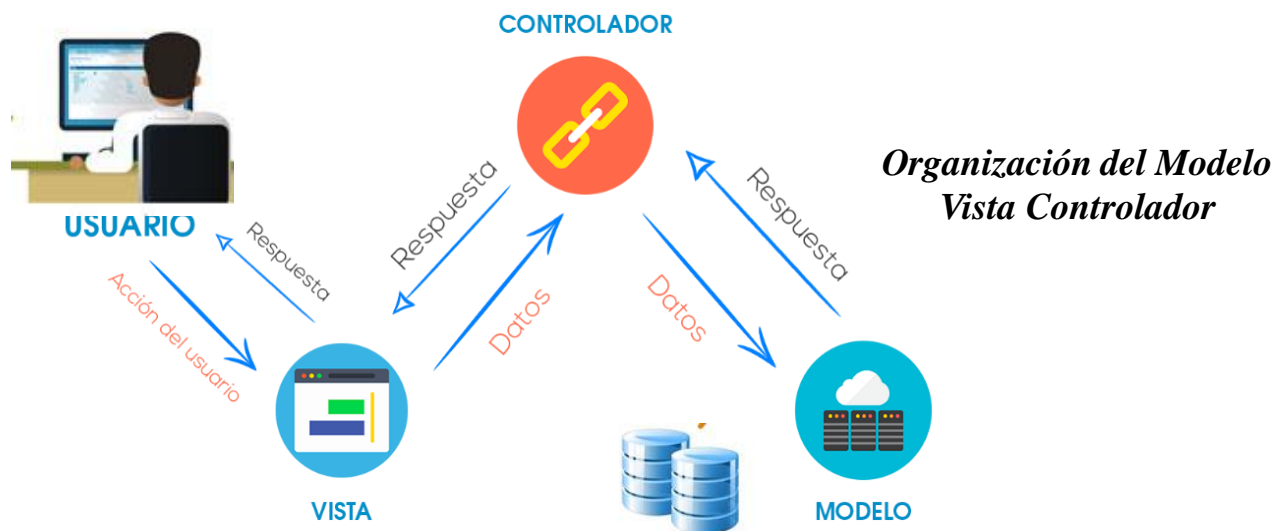 CONTROLADOR
Organización del Modelo
Vista Controlador
USUARIO
Respuesta
Acción del usuario
Respuesta
Datos
Respuesta
Datos
VISTA
MODELO